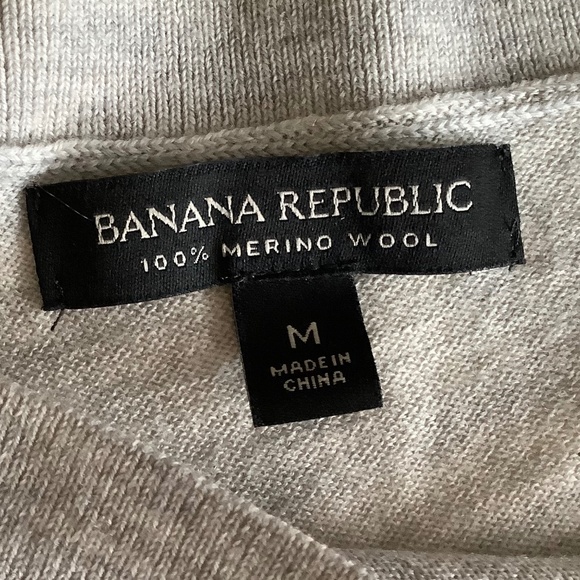 BANANA REPUBLIC
100% MERINO WOOL
M
MADE IN
CHINA